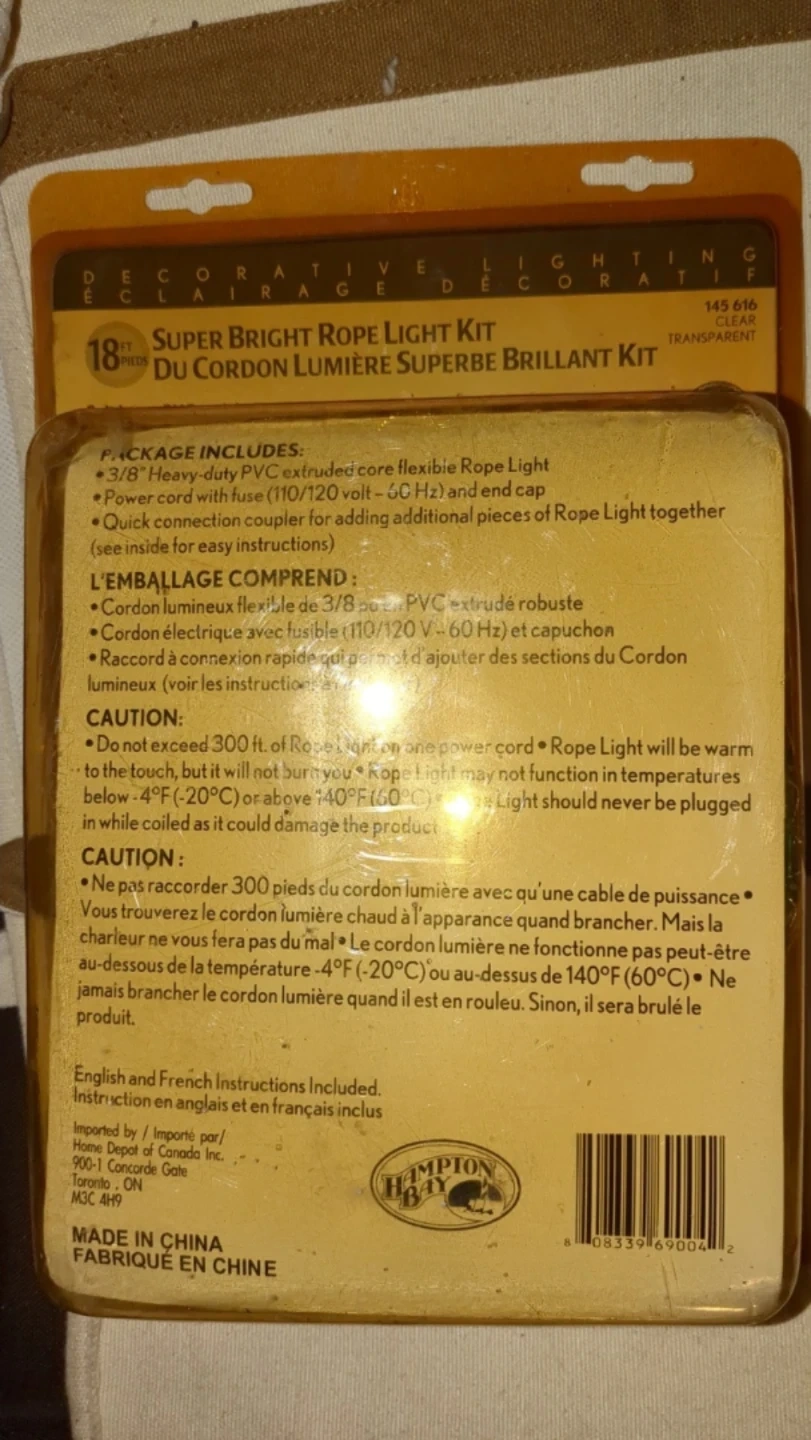 DECORATIVE LIGHTING
ÉCLAIRAGE DÉCORATIF
145 616
CLEAR
TRANSPARENT
18 FT PIEDS
SUPER BRIGHT ROPE LIGHT KIT
DU CORDON LUMIÈRE SUPERBE BRILLANT KIT
PACKAGE INCLUDES:
• 3/8" Heavy-duty PVC extruded core flexible Rope Light
• Power cord with fuse (110/120 volt - 60 Hz) and end cap
• Quick connection coupler for adding additional pieces of Rope Light together
(see inside for easy instructions)
L'EMBALLAGE COMPREND :
• Cordon lumineux flexible de 3/8 PVC extrudé robuste
• Cordon électrique avec fusible (110/120 V - 60 Hz) et capuchon
• Raccord à connexion rapide qui permet d'ajouter des sections du Cordon
lumineux (voir les instructions
CAUTION:
• Do not exceed 300 ft. of Rope Light on one power cord • Rope Light will be warm
to the touch, but it will not burn you • Rope Light may not function in temperatures
below -4°F (-20°C) or above 140°F (60°C) • Light should never be plugged
in while coiled as it could damage the product
CAUTION :
• Ne pas raccorder 300 pieds du cordon lumière avec qu'une cable de puissance •
Vous trouverez le cordon lumière chaud à l'apparance quand brancher. Mais la
charleur ne vous fera pas du mal • Le cordon lumière ne fonctionne pas peut-être
au-dessous de la température -4°F (-20°C) ou au-dessus de 140°F (60°C) • Ne
jamais brancher le cordon lumière quand il est en rouleu. Sinon, il sera brulé le
produit.
English and French Instructions Included.
Instruction en anglais et en français inclus
Imported by / Importé par/
Home Depot of Canada Inc.
900-1 Concorde Gate
Toronto . ON
M3C 4H9
MADE IN CHINA
FABRIQUÉ EN CHINE
HAMPTON
BAY
8 08339 69004 2